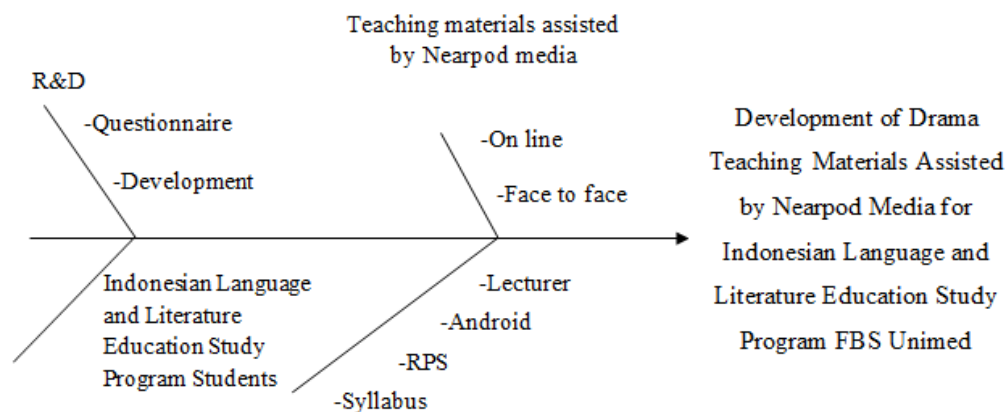 Teaching materials assisted
by Nearpod media
R&D
-Questionnaire
-Development
-On line
-Face to face
Indonesian Language
and Literature
Education Study
Program Students
-Lecturer
-Android
-RPS
-Syllabus
Development of Drama
Teaching Materials Assisted
by Nearpod Media for
Indonesian Language and
Literature Education Study
Program FBS Unimed